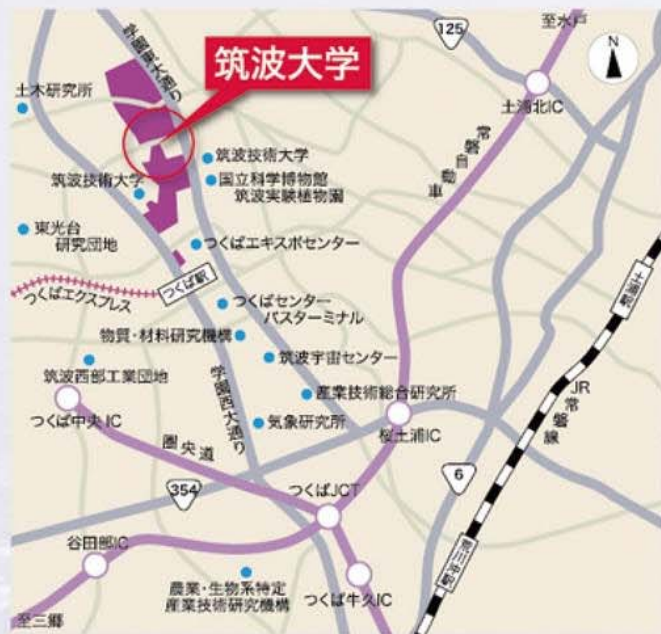 至水戸
125
学園東大通り
筑波大学
N
土木研究所
土浦北IC
常磐自動車
筑波技術大学
筑波技術大学
国立科学博物館
筑波実験植物園
東光台
研究団地
つくばエキスポセンター
つくば駅
土浦駅
つくばエクスプレス
つくばセンター
バスターミナル
物質・材料研究機構
筑波宇宙センター
筑波西部工業団地
学園西大通り
産業技術総合研究所
JR常磐線
つくば中央IC
気象研究所
桜土浦IC
圏央道
6
354
つくばJCT
谷田部IC
荒川沖駅
農業・生物系特定
産業技術研究機構
つくば牛久IC
至三郷